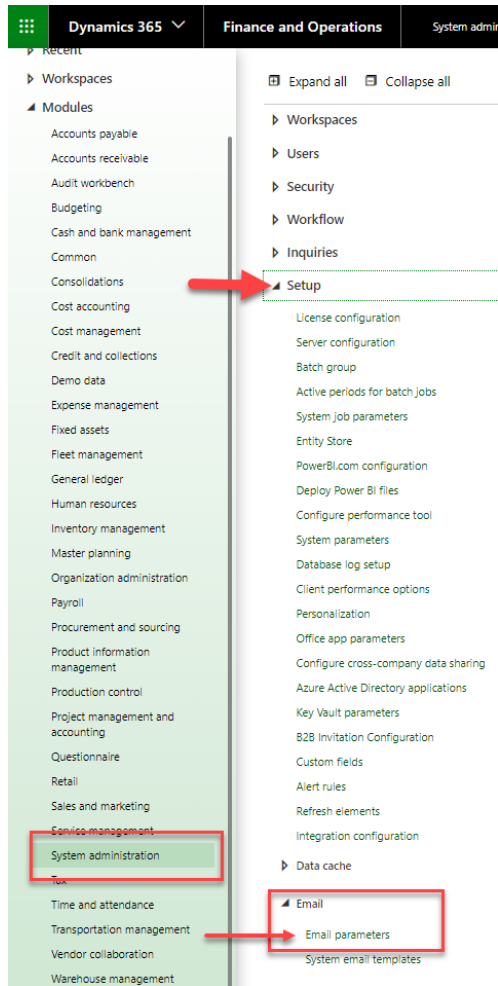 Dynamics 365
Finance and Operations
System admin
Recent
Workspaces
Modules
Accounts payable
Accounts receivable
Audit workbench
Budgeting
Cash and bank management
Common
Consolidations
Cost accounting
Cost management
Credit and collections
Demo data
Expense management
Fixed assets
Fleet management
General ledger
Human resources
Inventory management
Master planning
Organization administration
Payroll
Procurement and sourcing
Product information
management
Production control
Project management and
accounting
Questionnaire
Retail
Sales and marketing
Service management
System administration
Tax
Time and attendance
Transportation management
Vendor collaboration
Warehouse management
Expand all
Collapse all
Workspaces
Users
Security
Workflow
Inquiries
Setup
License configuration
Server configuration
Batch group
Active periods for batch jobs
System job parameters
Entity Store
PowerBI.com configuration
Deploy Power BI files
Configure performance tool
System parameters
Database log setup
Client performance options
Personalization
Office app parameters
Configure cross-company data sharing
Azure Active Directory applications
Key Vault parameters
B2B Invitation Configuration
Custom fields
Alert rules
Refresh elements
Integration configuration
Data cache
Email
Email parameters
System email templates